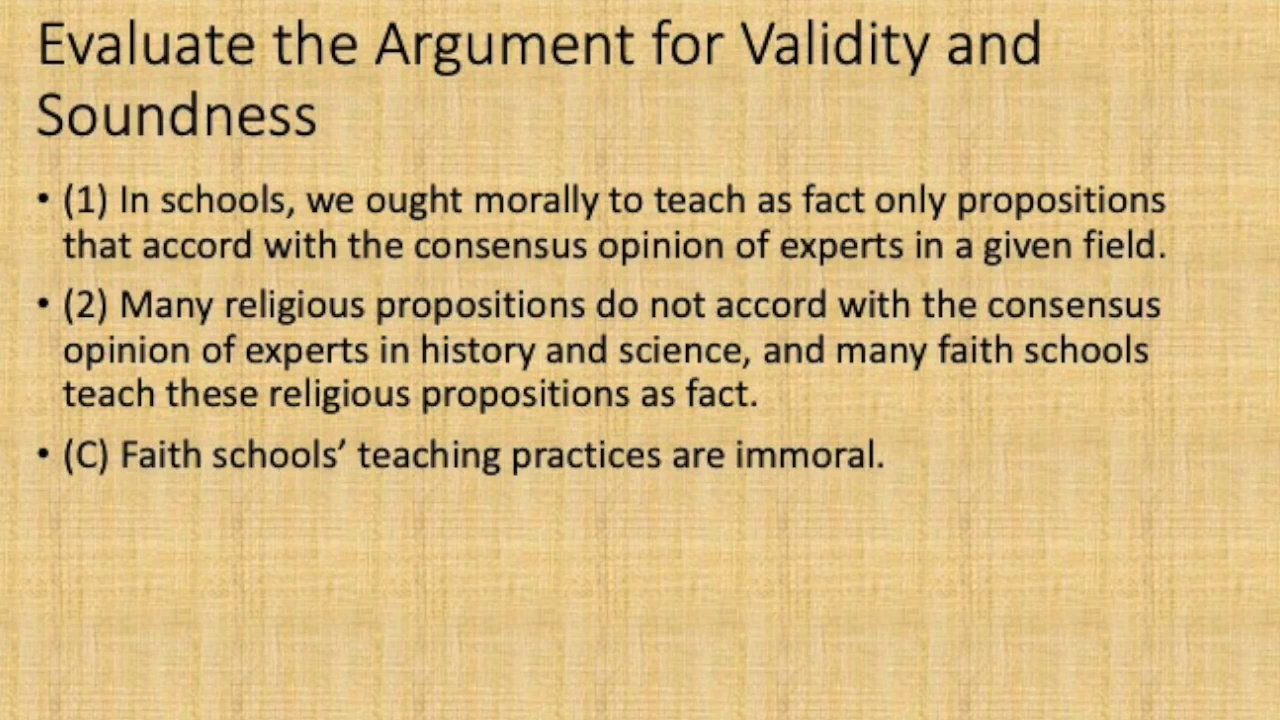 Evaluate the Argument for Validity and
Soundness
• (1) In schools, we ought morally to teach as fact only propositions
that accord with the consensus opinion of experts in a given field.
• (2) Many religious propositions do not accord with the consensus
opinion of experts in history and science, and many faith schools
teach these religious propositions as fact.
• (C) Faith schools’ teaching practices are immoral.